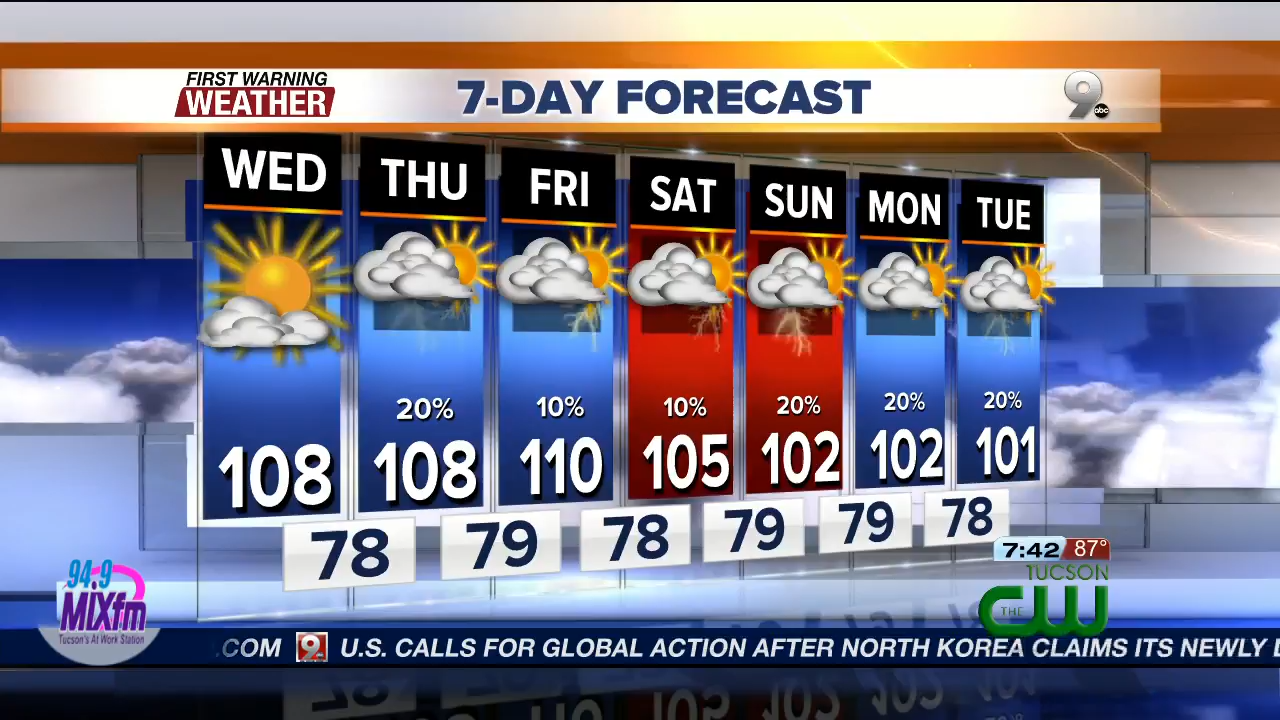 FIRST WARNING
WEATHER
7-DAY FORECAST
9
abc
WED THU FRI SAT SUN MON TUE
20% 10% 10% 20% 20% 20%
108 108 110 105 102 102 101
78 79 78 79 79 78
7:42 87°
TUCSON
THE CW
94.9
MIXfm
Tucson's At Work Station
.COM 9 U.S. CALLS FOR GLOBAL ACTION AFTER NORTH KOREA CLAIMS ITS NEWLY